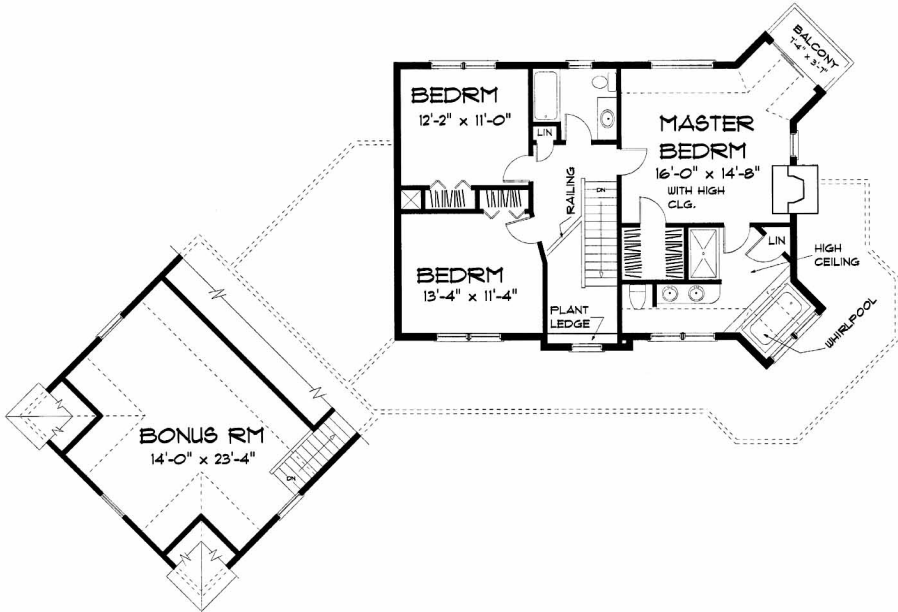 BALCONY
7'-4" x 3'-7"
BEDRM
12'-2" x 11'-0"
LIN
MASTER
BEDRM
16'-0" x 14'-8"
WITH HIGH
CLG.
DN
RAILING
LIN
HIGH
CEILING
BEDRM
13'-4" x 11'-4"
PLANT
LEDGE
WHIRLPOOL
BONUS RM
14'-0" x 23'-4"
DN